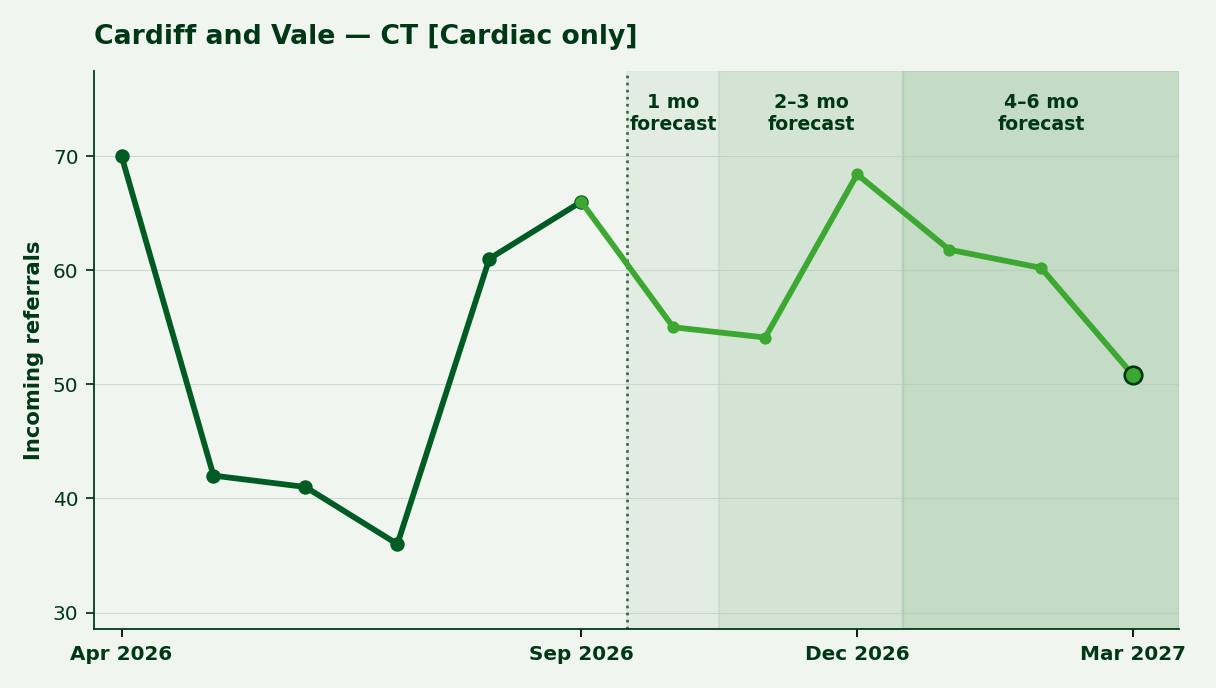 Cardiff and Vale — CT [Cardiac only]
1 mo
forecast
2–3 mo
forecast
4–6 mo
forecast
Incoming referrals
70
60
50
40
30
Apr 2026
Sep 2026
Dec 2026
Mar 2027